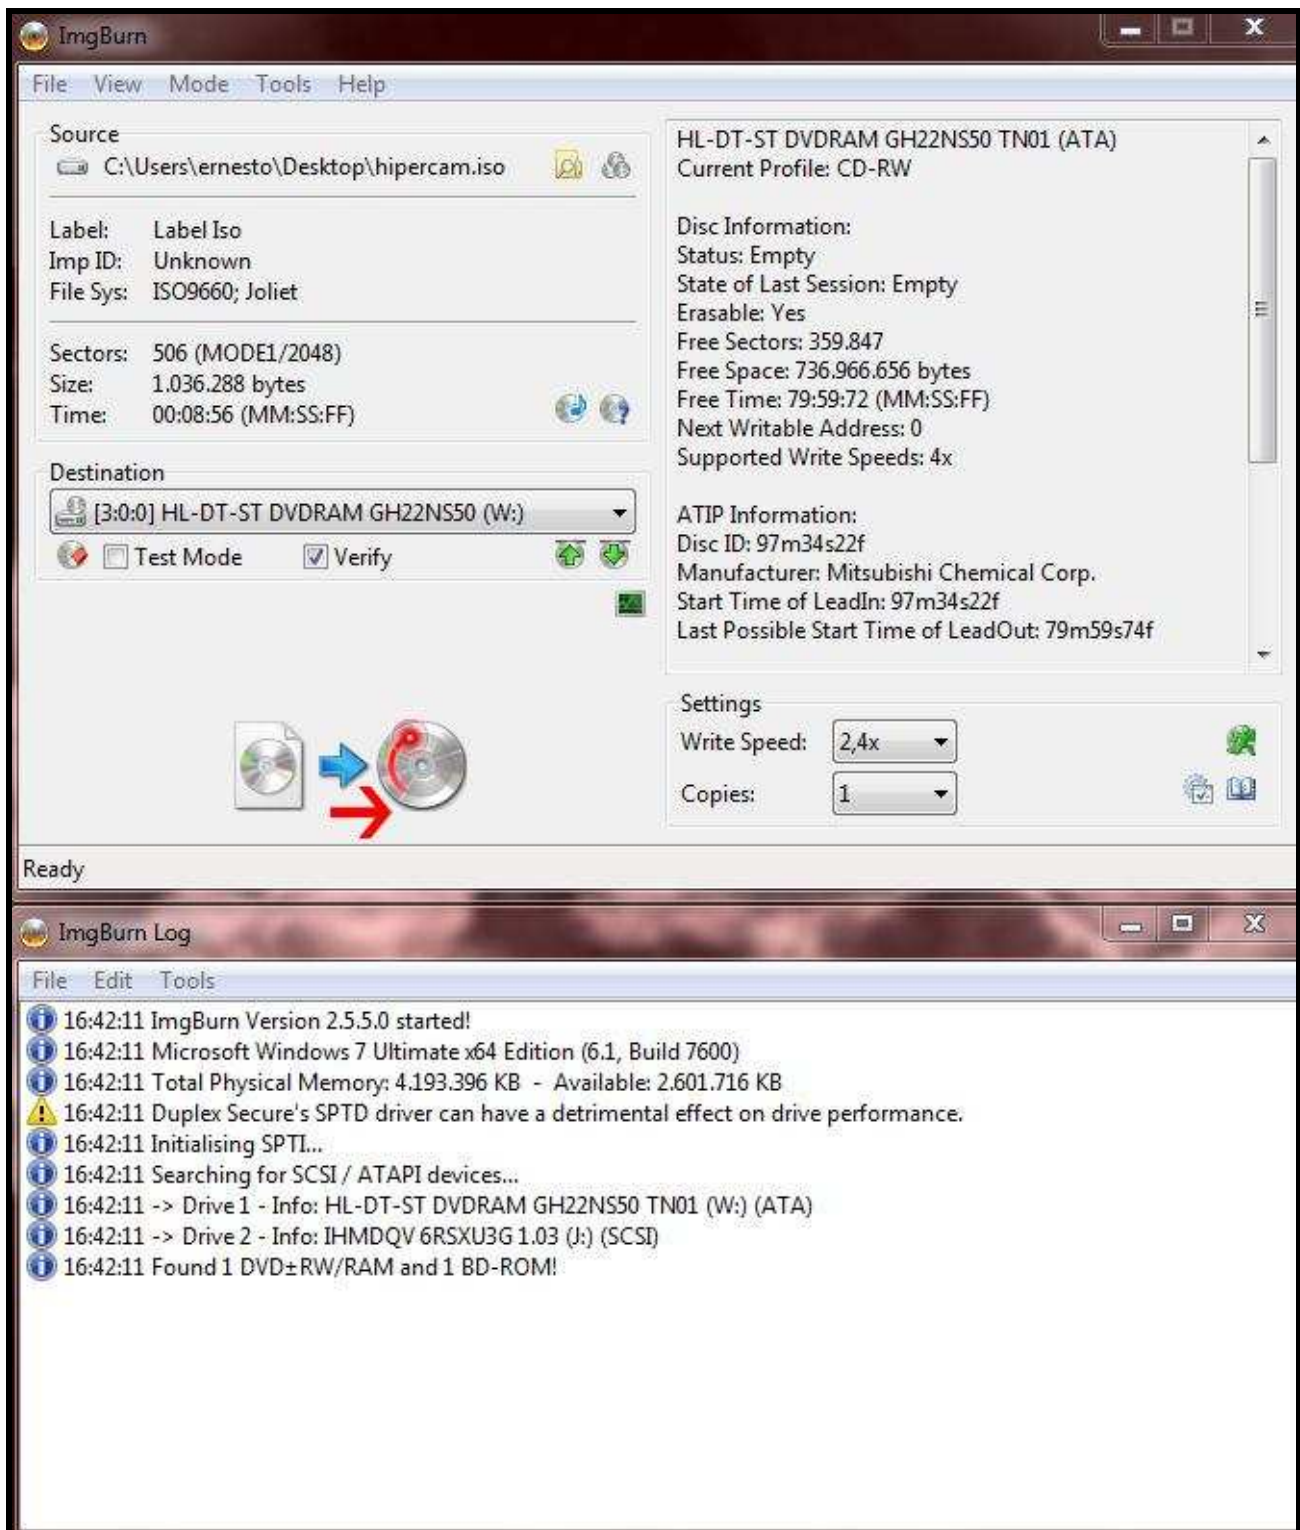 ImgBurn
File View Mode Tools Help
Source
C:\Users\ernesto\Desktop\hipercam.iso
Label: Label Iso
Imp ID: Unknown
File Sys: ISO9660; Joliet
Sectors: 506 (MODE1/2048)
Size: 1.036.288 bytes
Time: 00:08:56 (MM:SS:FF)
Destination
[3:0:0] HL-DT-ST DVDRAM GH22NS50 (W:)
Test Mode Verify
HL-DT-ST DVDRAM GH22NS50 TN01 (ATA)
Current Profile: CD-RW
Disc Information:
Status: Empty
State of Last Session: Empty
Erasable: Yes
Free Sectors: 359.847
Free Space: 736.966.656 bytes
Free Time: 79:59:72 (MM:SS:FF)
Next Writable Address: 0
Supported Write Speeds: 4x
ATIP Information:
Disc ID: 97m34s22f
Manufacturer: Mitsubishi Chemical Corp.
Start Time of LeadIn: 97m34s22f
Last Possible Start Time of LeadOut: 79m59s74f
Settings
Write Speed: 2,4x
Copies: 1
Ready
ImgBurn Log
File Edit Tools
16:42:11 ImgBurn Version 2.5.5.0 started!
16:42:11 Microsoft Windows 7 Ultimate x64 Edition (6.1, Build 7600)
16:42:11 Total Physical Memory: 4.193.396 KB - Available: 2.601.716 KB
16:42:11 Duplex Secure's SPTD driver can have a detrimental effect on drive performance.
16:42:11 Initialising SPTI...
16:42:11 Searching for SCSI / ATAPI devices...
16:42:11 -> Drive 1 - Info: HL-DT-ST DVDRAM GH22NS50 TN01 (W:) (ATA)
16:42:11 -> Drive 2 - Info: IHMDQV 6RSXU3G 1.03 (J:) (SCSI)
16:42:11 Found 1 DVD±RW/RAM and 1 BD-ROM!